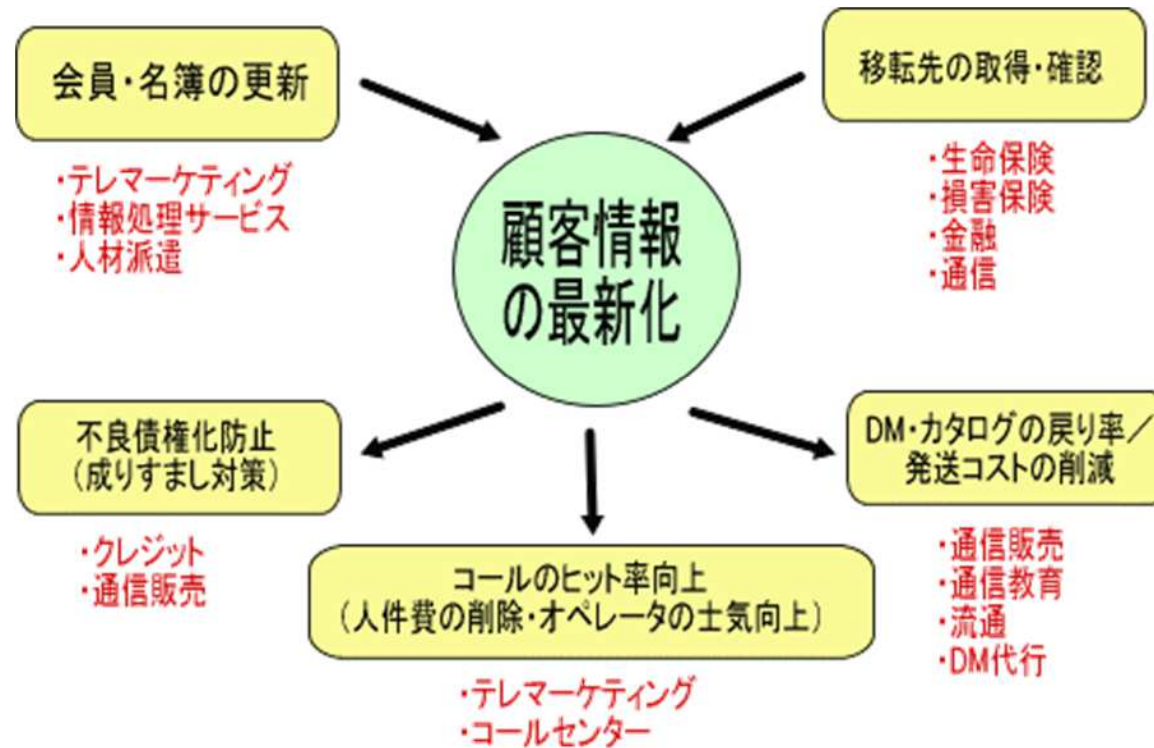 会員・名簿の更新
・テレマーケティング
・情報処理サービス
・人材派遣
移転先の取得・確認
・生命保険
・損害保険
・金融
・通信
顧客情報
の最新化
不良債権化防止
(成りすまし対策)
・クレジット
・通信販売
コールのヒット率向上
(人件費の削除・オペレータの士気向上)
・テレマーケティング
・コールセンター
DM・カタログの戻り率／
発送コストの削減
・通信販売
・通信教育
・流通
・DM代行